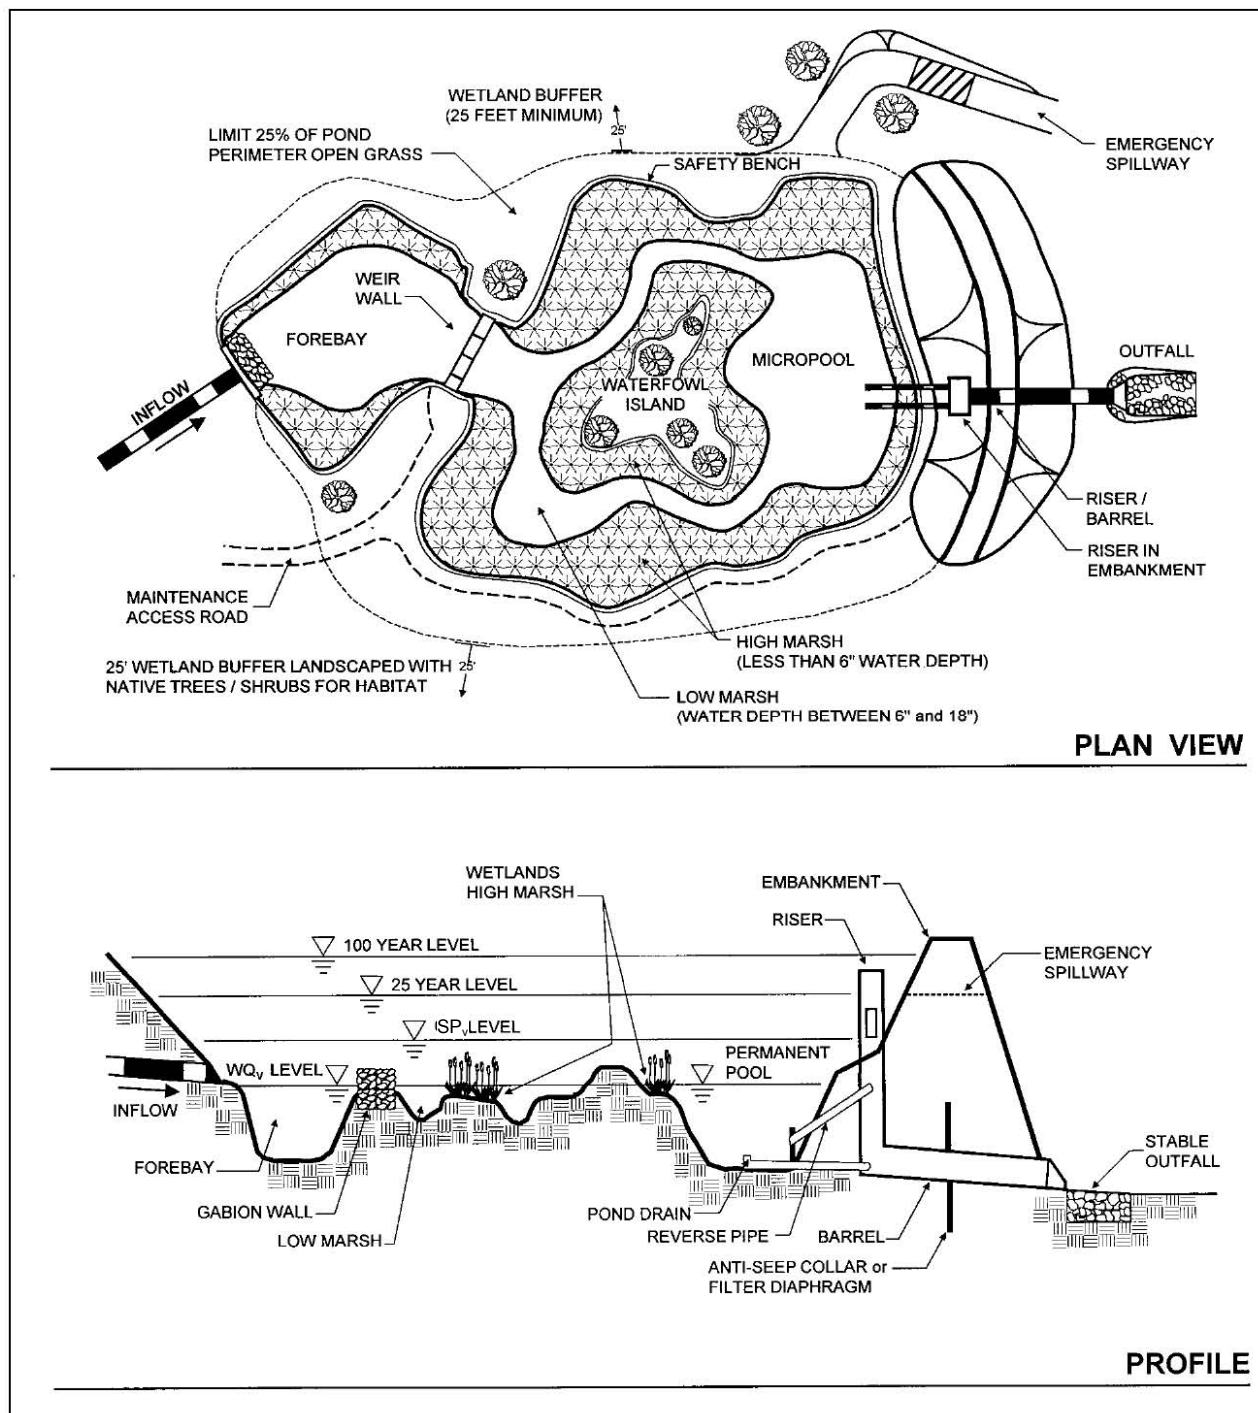 WETLAND BUFFER
(25 FEET MINIMUM)
25'
LIMIT 25% OF POND
PERIMETER OPEN GRASS
EMERGENCY
SPILLWAY
SAFETY BENCH
WEIR
WALL
FOREBAY
MICROPOOL
OUTFALL
WATERFOWL
ISLAND
INFLOW
RISER /
BARREL
RISER IN
EMBANKMENT
MAINTENANCE
ACCESS ROAD
HIGH MARSH
(LESS THAN 6" WATER DEPTH)
25' WETLAND BUFFER LANDSCAPED WITH
NATIVE TREES / SHRUBS FOR HABITAT
25'
LOW MARSH
(WATER DEPTH BETWEEN 6" and 18")
PLAN VIEW
WETLANDS
HIGH MARSH
EMBANKMENT
RISER
100 YEAR LEVEL
EMERGENCY
SPILLWAY
25 YEAR LEVEL
SPv LEVEL
WQv LEVEL
PERMANENT
POOL
INFLOW
FOREBAY
STABLE
OUTFALL
GABION WALL
LOW MARSH
POND DRAIN
REVERSE PIPE
BARREL
ANTI-SEEP COLLAR or
FILTER DIAPHRAGM
PROFILE